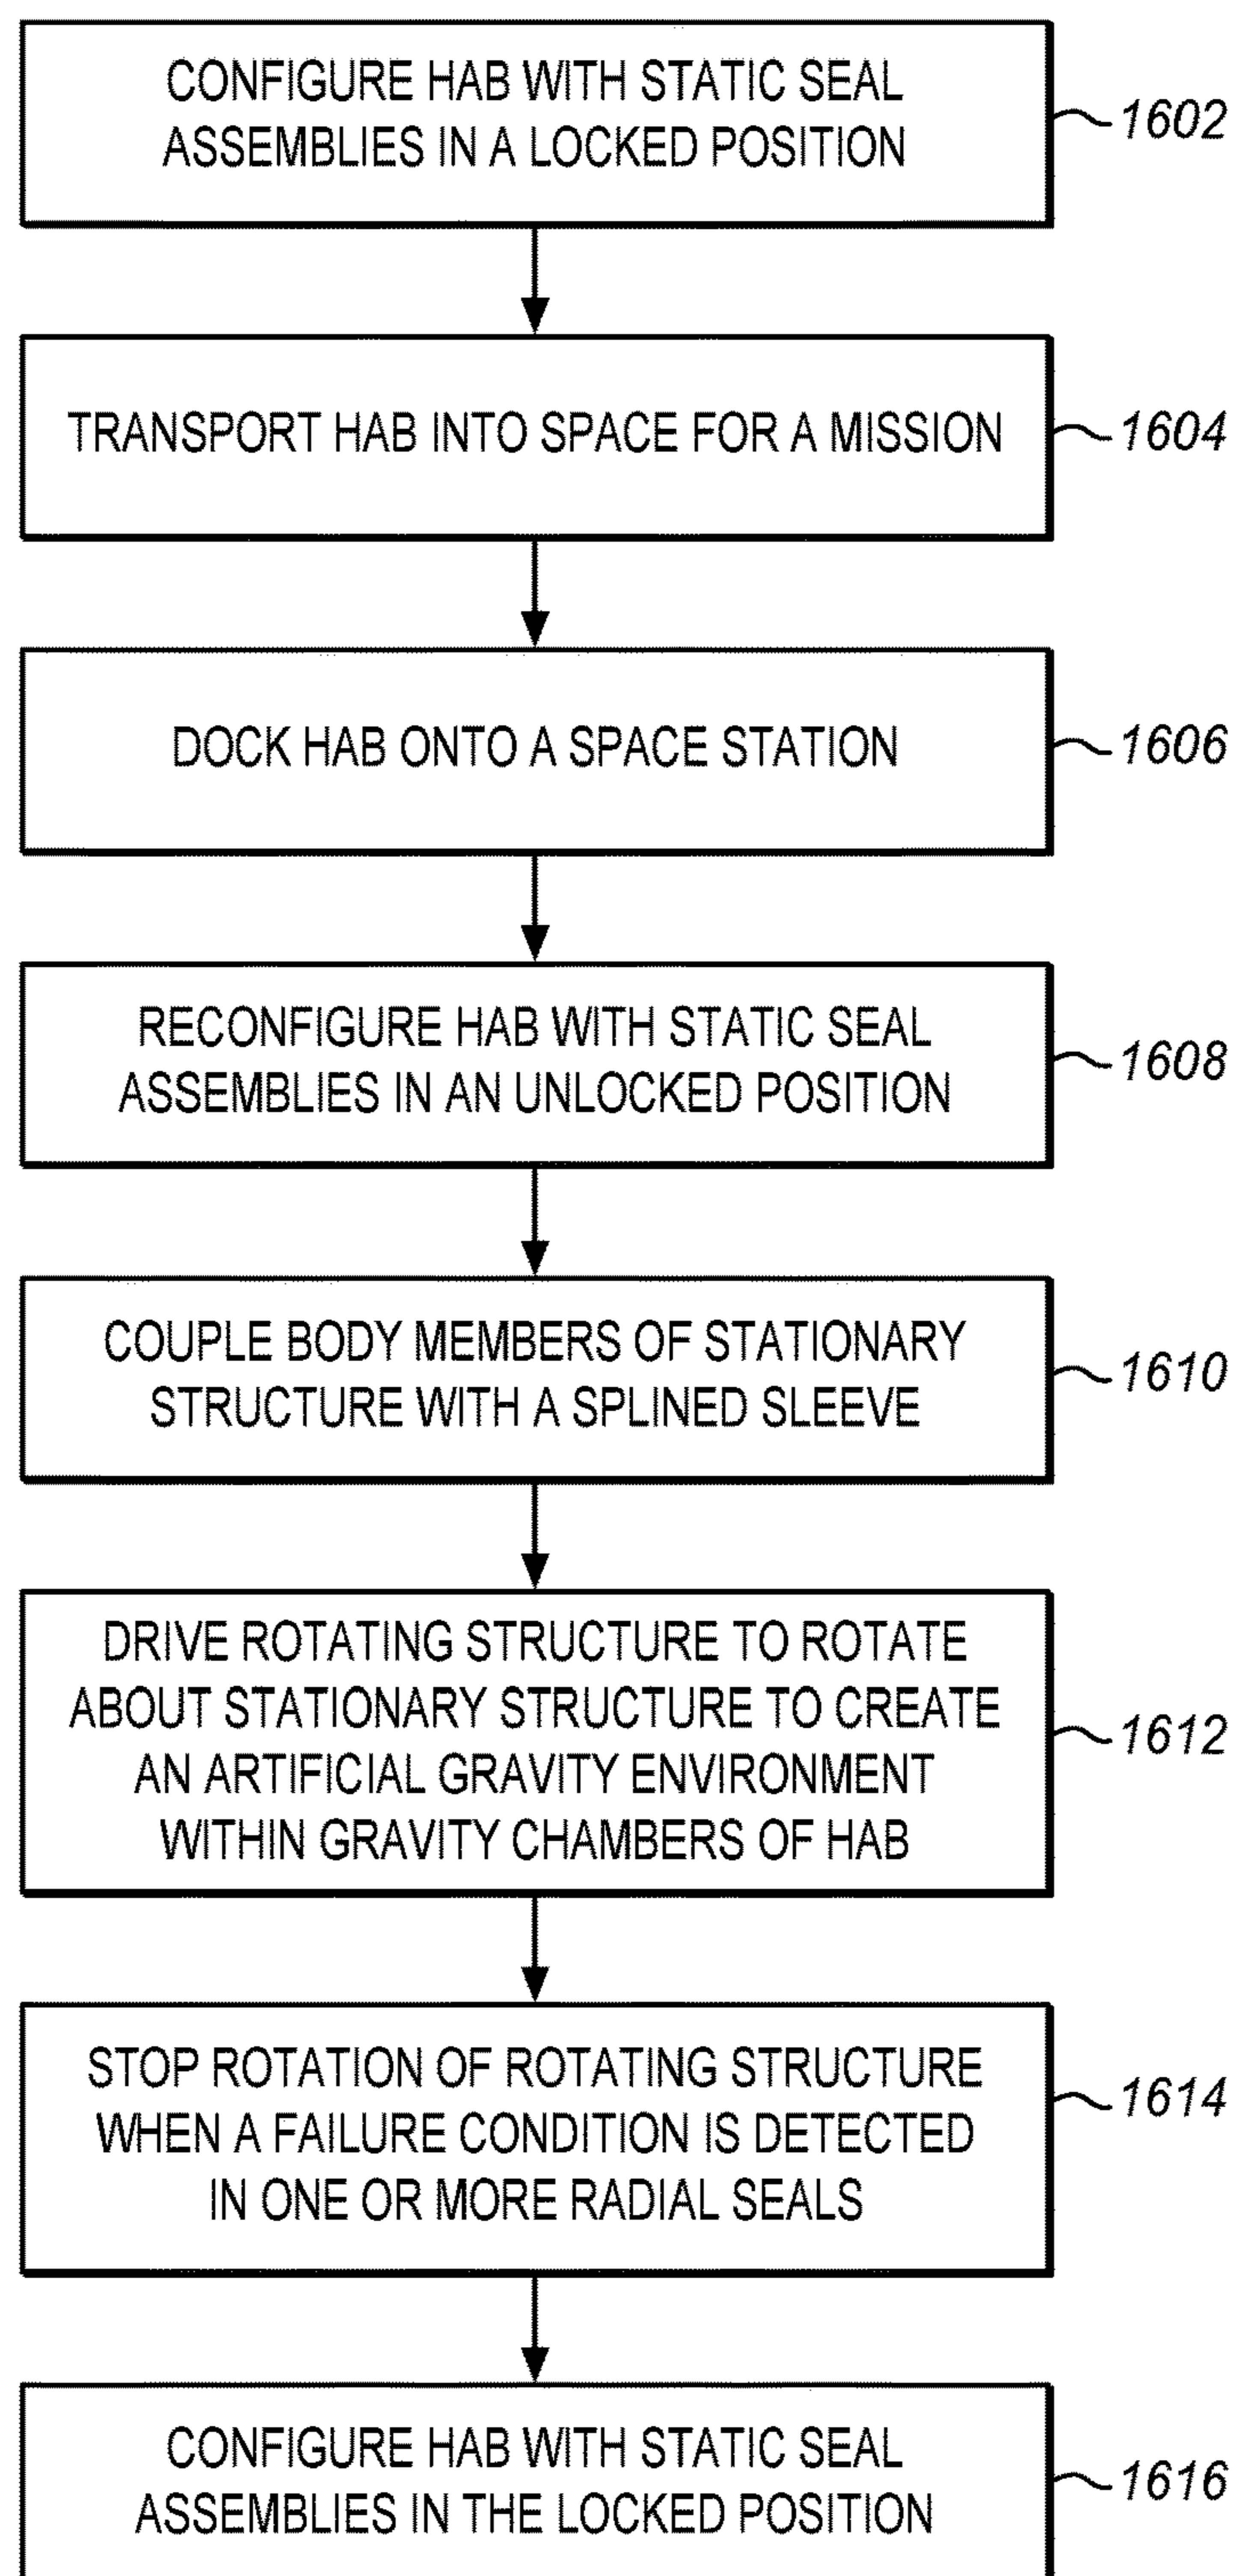 CONFIGURE HAB WITH STATIC SEAL
ASSEMBLIES IN A LOCKED POSITION
1602
TRANSPORT HAB INTO SPACE FOR A MISSION
1604
DOCK HAB ONTO A SPACE STATION
1606
RECONFIGURE HAB WITH STATIC SEAL
ASSEMBLIES IN AN UNLOCKED POSITION
1608
COUPLE BODY MEMBERS OF STATIONARY
STRUCTURE WITH A SPLINED SLEEVE
1610
DRIVE ROTATING STRUCTURE TO ROTATE
ABOUT STATIONARY STRUCTURE TO CREATE
AN ARTIFICIAL GRAVITY ENVIRONMENT
WITHIN GRAVITY CHAMBERS OF HAB
1612
STOP ROTATION OF ROTATING STRUCTURE
WHEN A FAILURE CONDITION IS DETECTED
IN ONE OR MORE RADIAL SEALS
1614
CONFIGURE HAB WITH STATIC SEAL
ASSEMBLIES IN THE LOCKED POSITION
1616